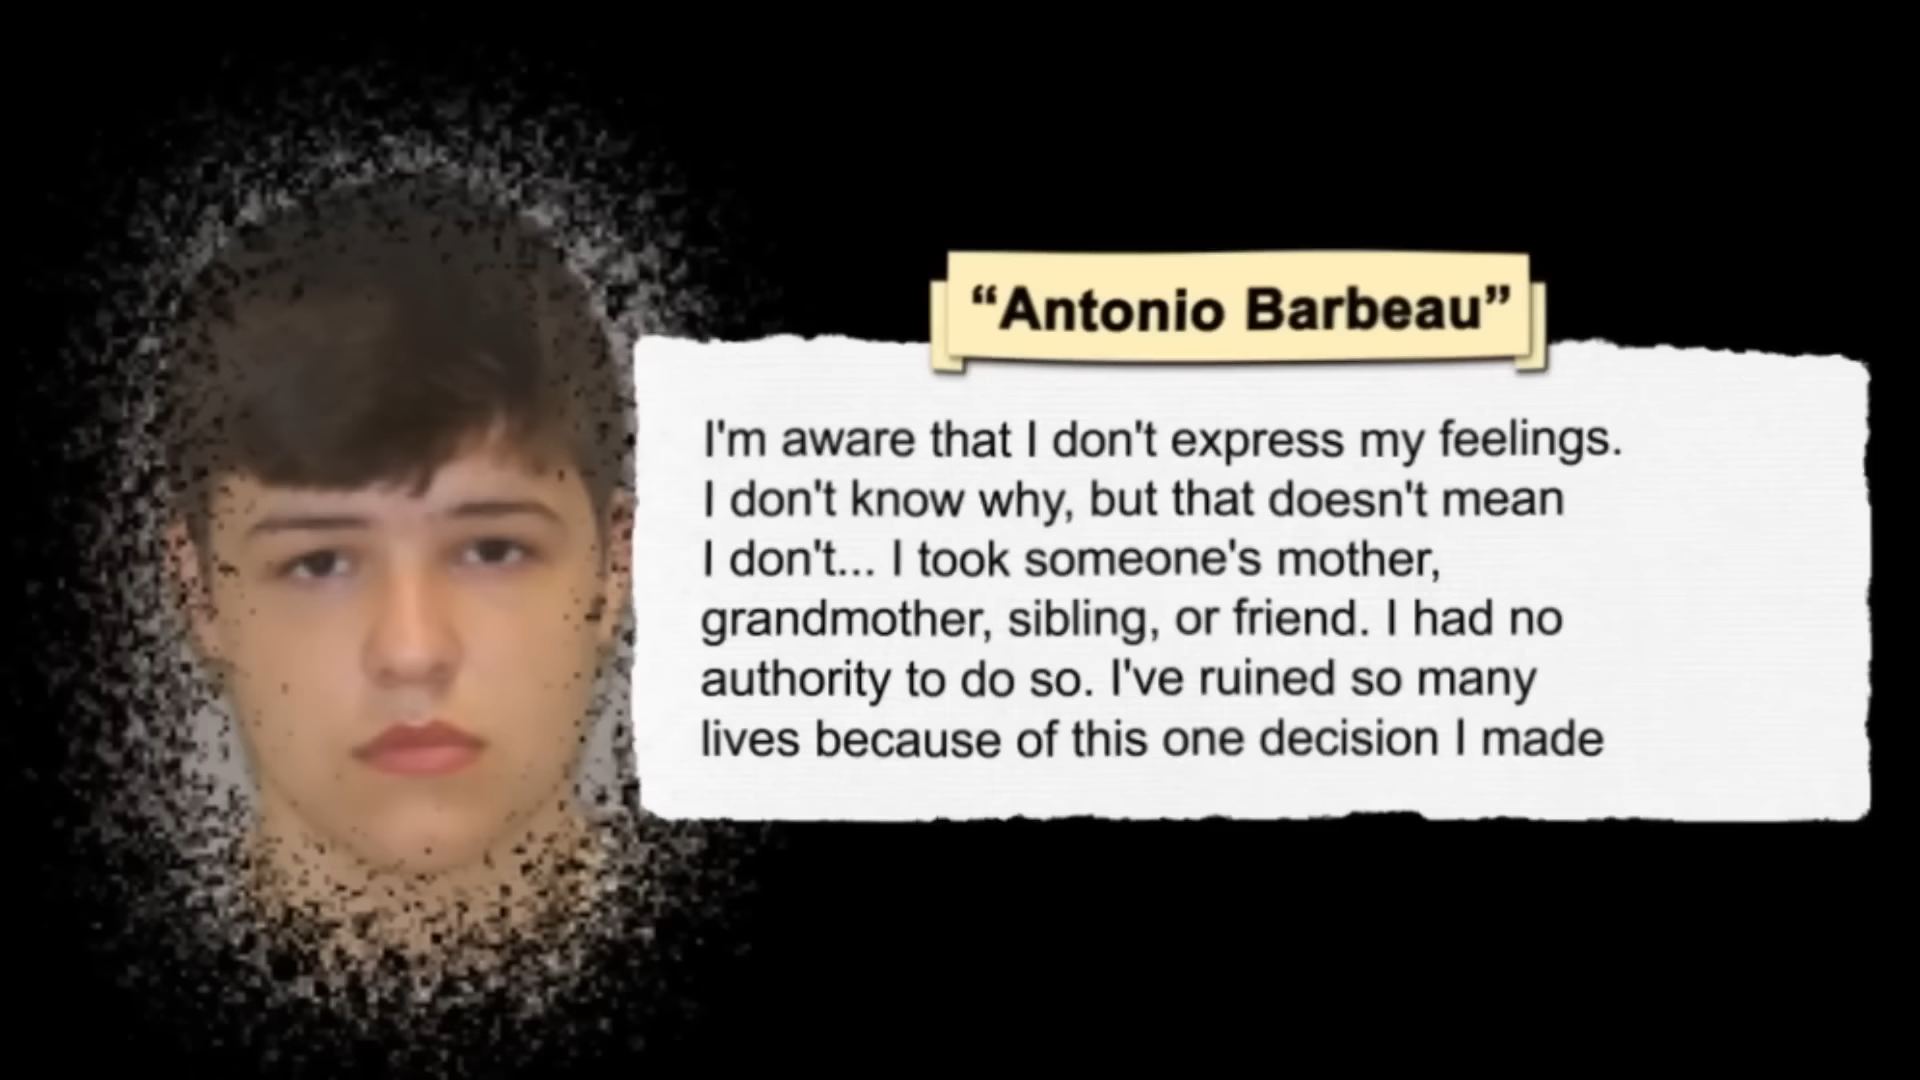 “Antonio Barbeau”
I'm aware that I don't express my feelings.
I don't know why, but that doesn't mean
I don't... I took someone's mother,
grandmother, sibling, or friend. I had no
authority to do so. I've ruined so many
lives because of this one decision I made